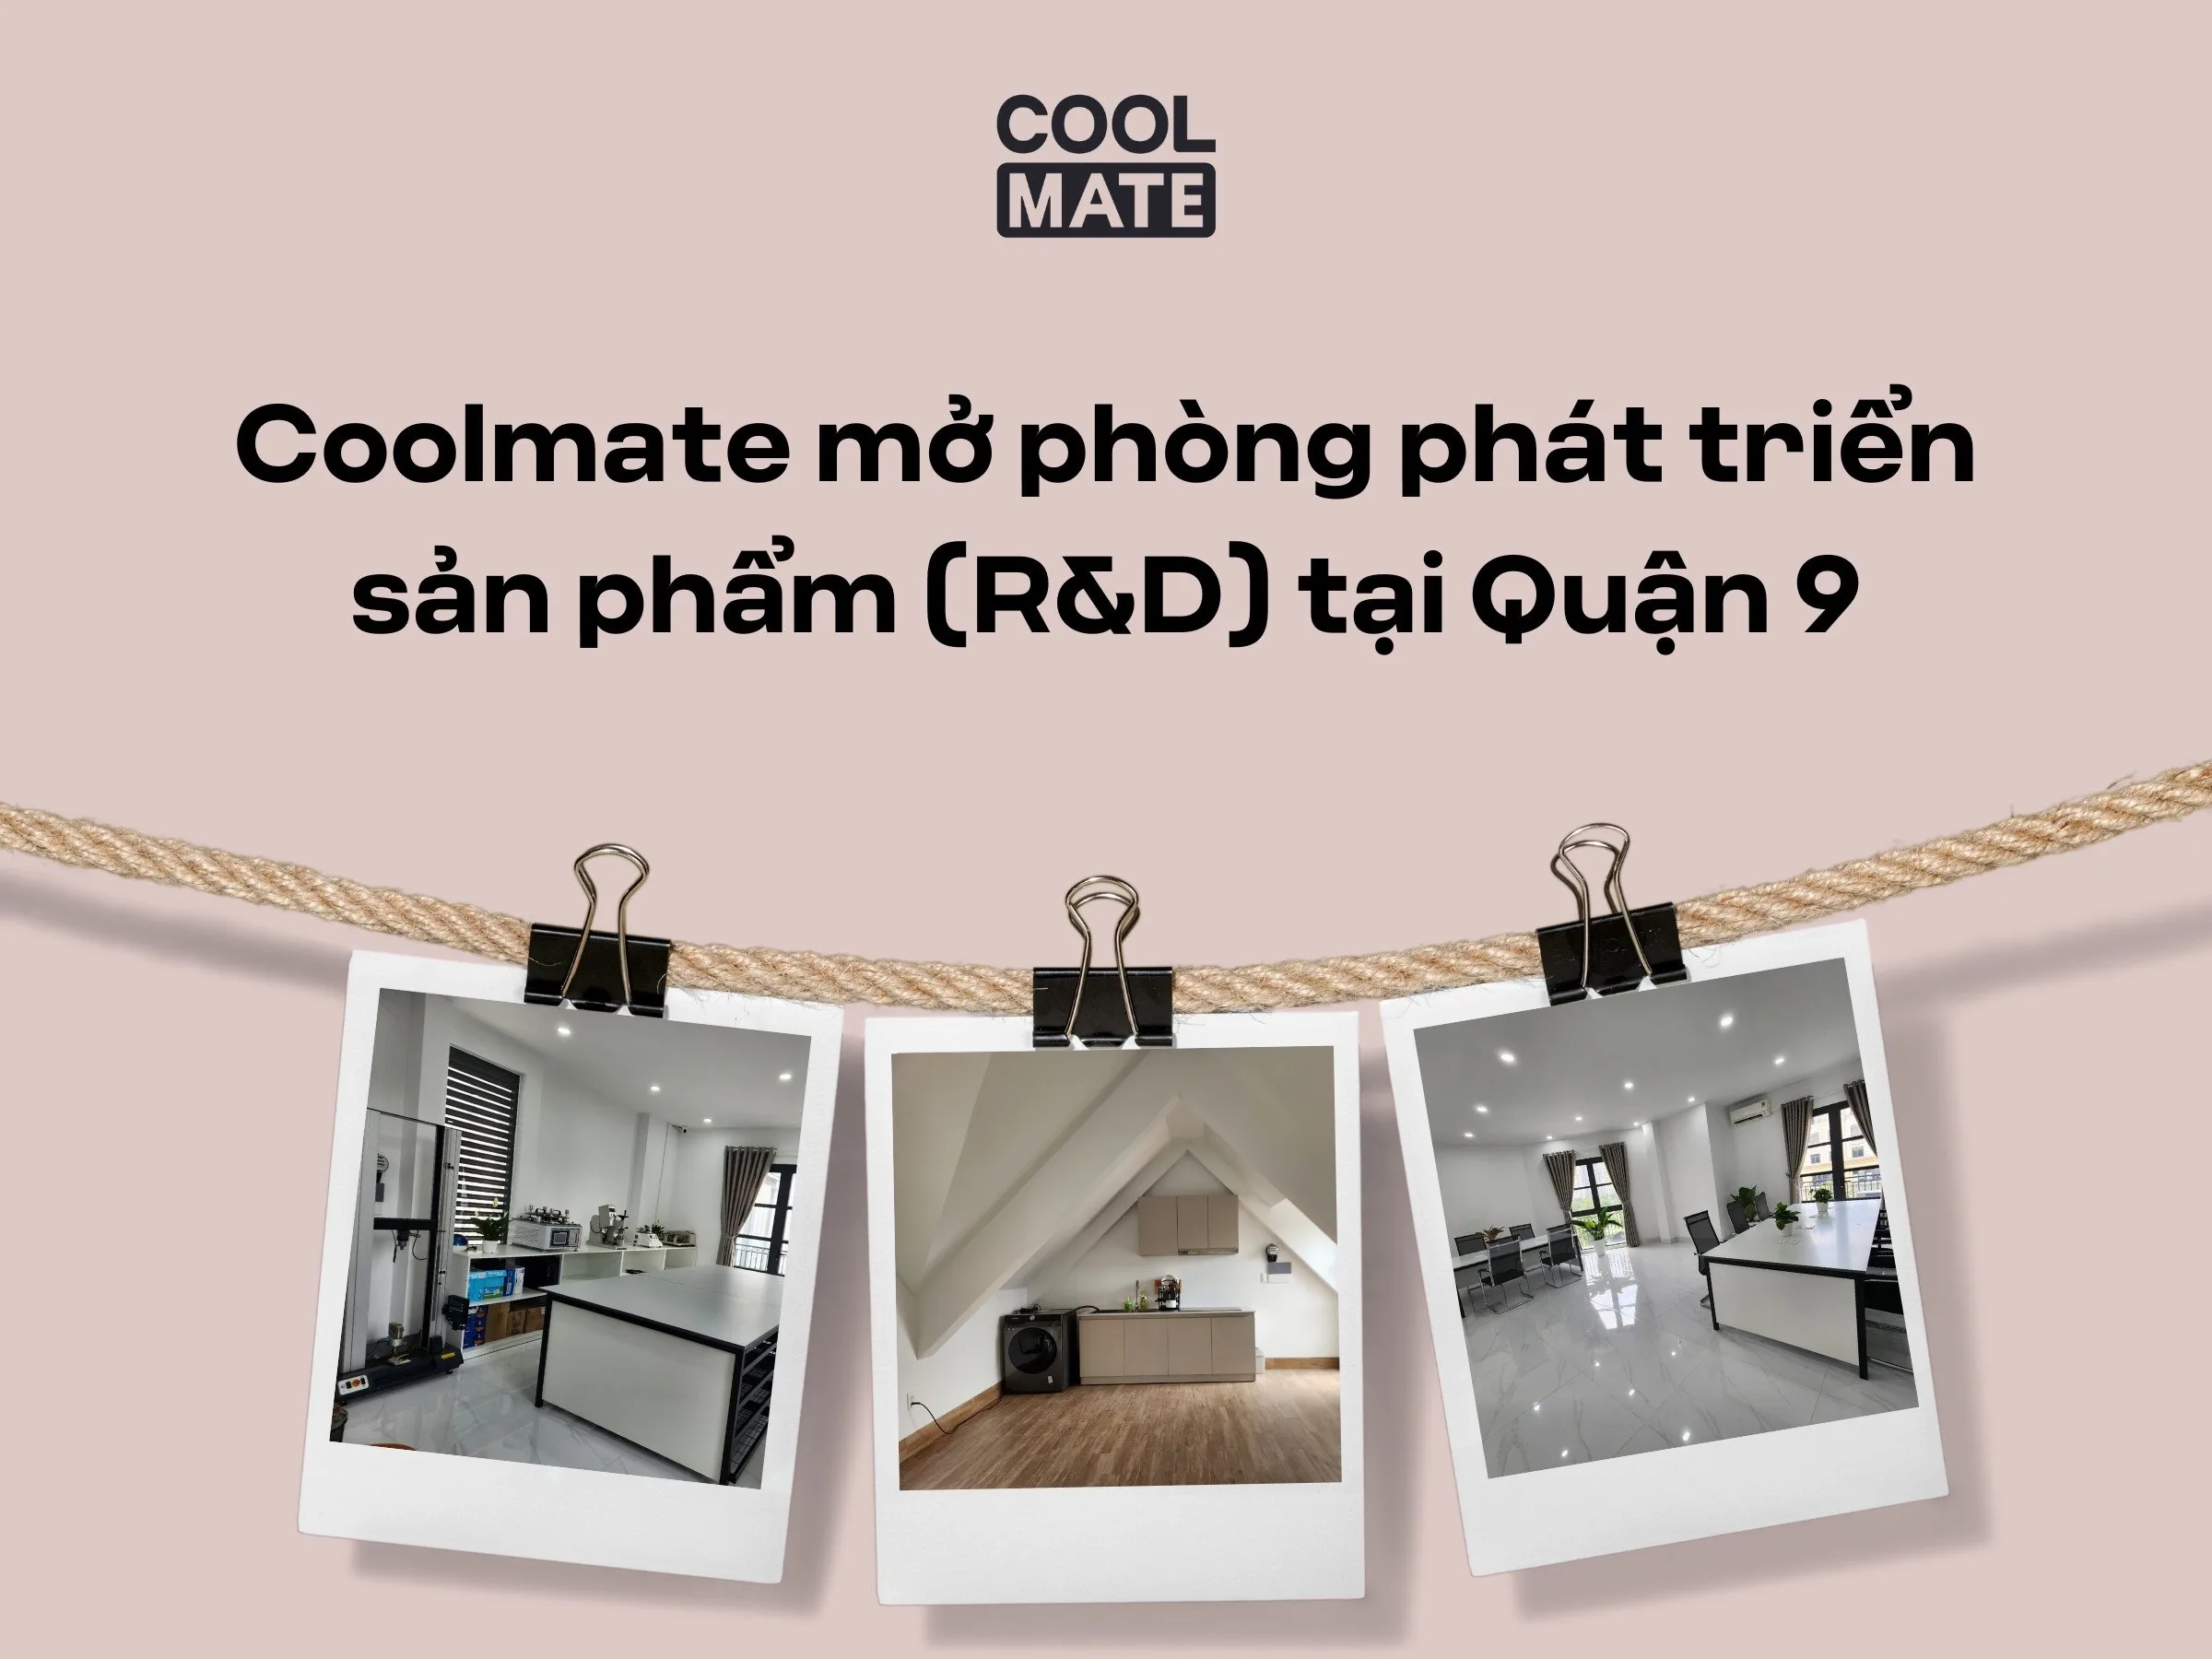 COOL
MATE
Coolmate mở phòng phát triển
sản phẩm (R&D) tại Quận 9